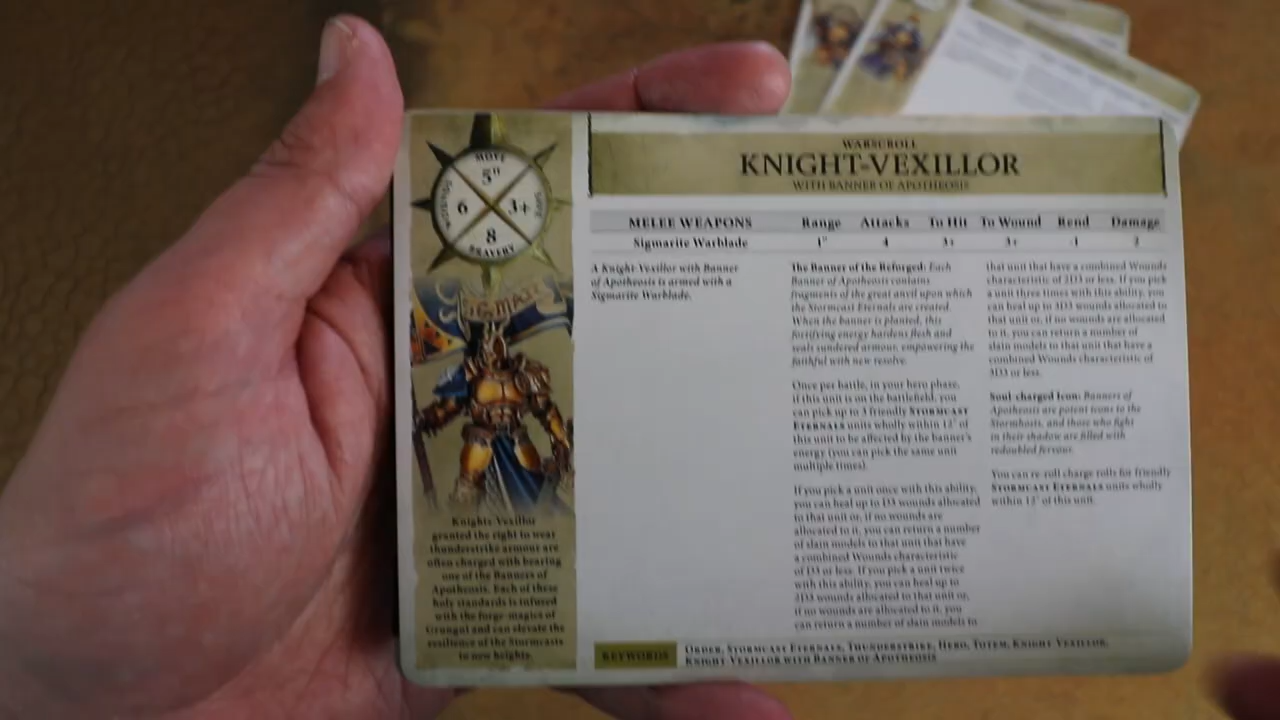 WARSCROLL
KNIGHT-VEXILLOR
WITH BANNER OF APOTHEOSIS
MOVE
5"
6
3+
8
BRAVERY
WOUNDS
SAVE
MELEE WEAPONS Range Attacks To Hit To Wound Rend Damage
Sigmarite Warblade 1" 4 3+ 3+ -1 2
A Knight-Vexillor with Banner
of Apotheosis is armed with a
Sigmarite Warblade.
The Banner of the Reforged: Each
Banner of Apotheosis contains
fragments of the great anvil upon which
the Stormcast Eternals are created.
When the banner is planted, this
fortifying energy hardens flesh and
seals sundered armour, empowering the
faithful with new resolve.
Once per battle, in your hero phase,
if this unit is on the battlefield, you
can pick up to 3 friendly STORMCAST
ETERNALS units wholly within 12" of
this unit to be affected by the banner's
energy (you can pick the same unit
multiple times).
If you pick a unit once with this ability,
you can heal up to D3 wounds allocated
to that unit or, if no wounds are
allocated to it, you can return a number
of slain models to that unit that have
a combined Wounds characteristic
of D3 or less. If you pick a unit twice
with this ability, you can heal up to
2D3 wounds allocated to that unit or,
if no wounds are allocated to it, you
can return a number of slain models to
that unit that have a combined Wounds
characteristic of 2D3 or less. If you pick
a unit three times with this ability, you
can heal up to 3D3 wounds allocated to
that unit or, if no wounds are allocated
to it, you can return a number of
slain models to that unit that have a
combined Wounds characteristic of
3D3 or less.
Soul-charged Icon: Banners of
Apotheosis are potent icons to the
Stormhosts, and those who fight
in their shadow are filled with
redoubled fervour.
You can re-roll charge rolls for friendly
STORMCAST ETERNALS units wholly
within 12" of this unit.
Knights-Vexillor
granted the right to wear
thunderstrike armour are
often charged with bearing
one of the Banners of
Apotheosis. Each of these
holy standards is infused
with the forge-magics of
Grungni and can elevate the
resilience of the Stormcasts
to new heights.
KEYWORDS
ORDER, STORMCAST ETERNALS, THUNDERSTRIKE, HERO, TOTEM, KNIGHT-VEXILLOR,
KNIGHT-VEXILLOR WITH BANNER OF APOTHEOSIS